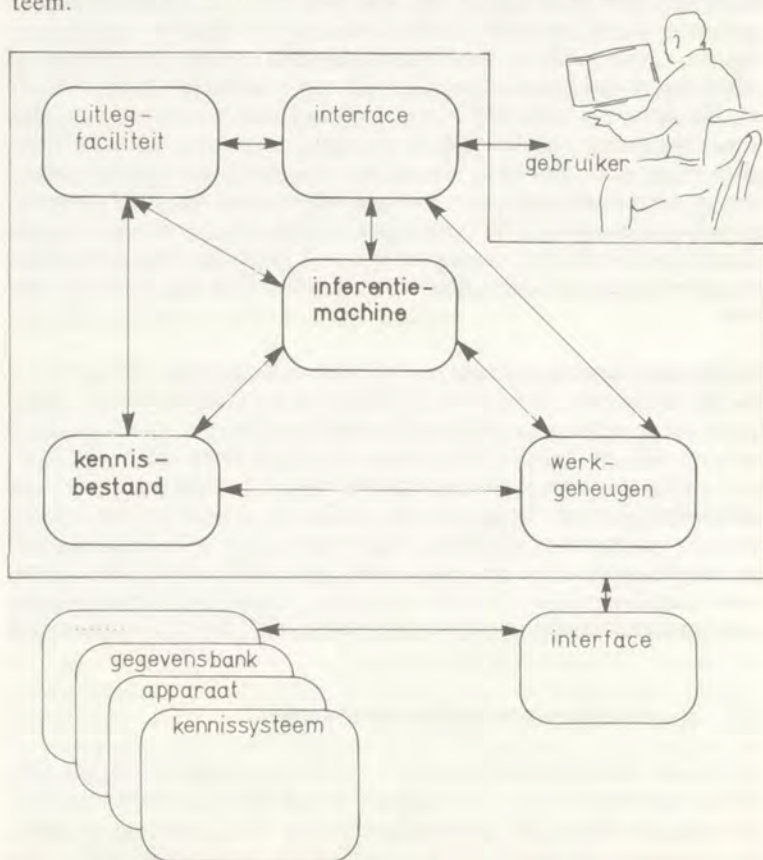 teem.
uitleg-
faciliteit
interface
gebruiker
inferentie-
machine
kennis-
bestand
werk-
geheugen
.......
gegevensbank
apparaat
kennissysteem
interface